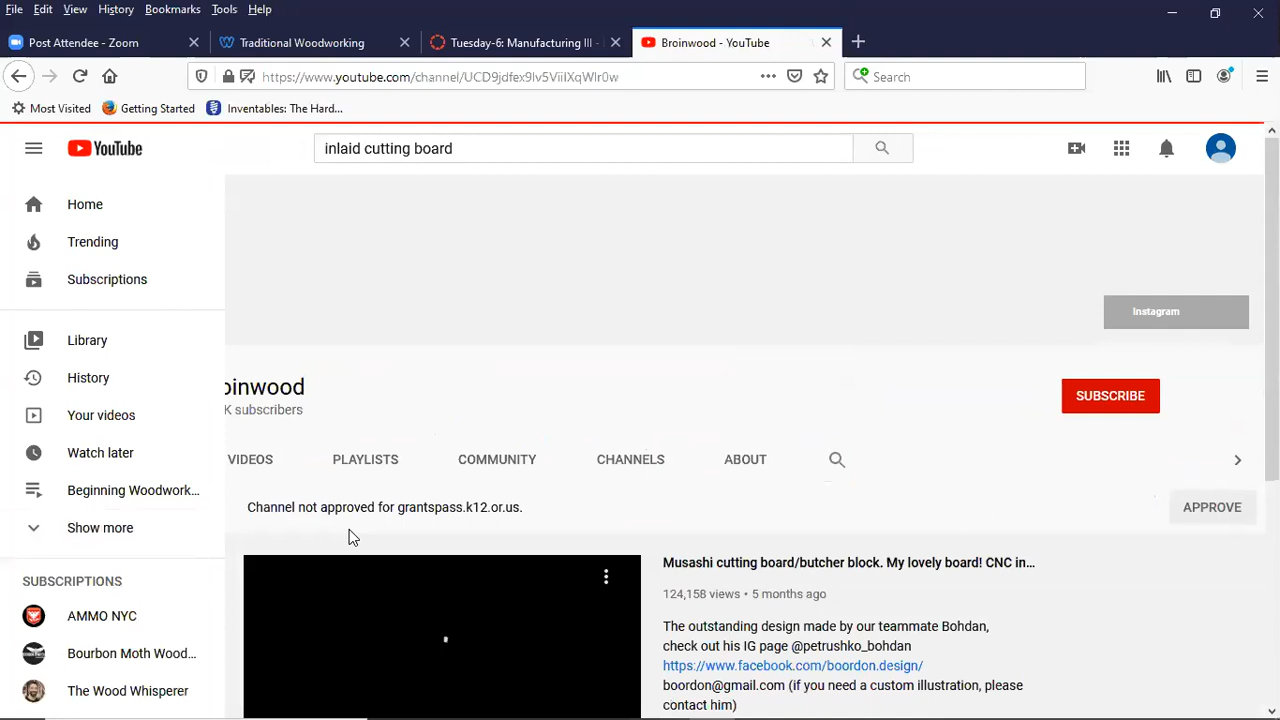 File Edit View History Bookmarks Tools Help
Post Attendee - Zoom
Traditional Woodworking
Tuesday-6: Manufacturing III -
Broinwood - YouTube
https://www.youtube.com/channel/UCD9jdfex9lv5ViilXqWlr0w
Search
Most Visited
Getting Started
Inventables: The Hard...
YouTube
inlaid cutting board
Home
Trending
Subscriptions
Instagram
Library
History
Your videos
Watch later
Beginning Woodwork...
Show more
oinwood
K subscribers
SUBSCRIBE
VIDEOS PLAYLISTS COMMUNITY CHANNELS ABOUT
Channel not approved for grantspass.k12.or.us.
APPROVE
SUBSCRIPTIONS
AMMO NYC
Bourbon Moth Wood...
The Wood Whisperer
Musashi cutting board/butcher block. My lovely board! CNC in...
124,158 views • 5 months ago
The outstanding design made by our teammate Bohdan,
check out his IG page @petrushko_bohdan
https://www.facebook.com/boordon.design/
boordon@gmail.com (if you need a custom illustration, please
contact him)